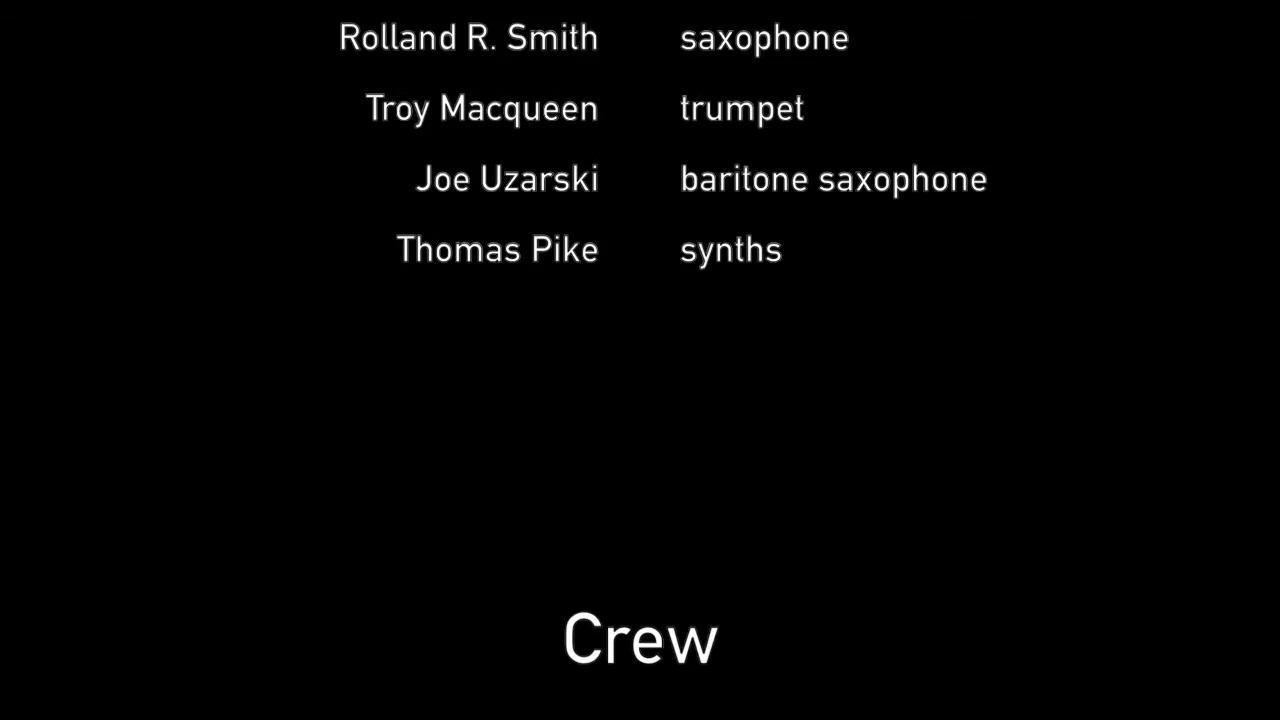 Rolland R. Smith saxophone
Troy Macqueen trumpet
Joe Uzarski baritone saxophone
Thomas Pike synths
Crew